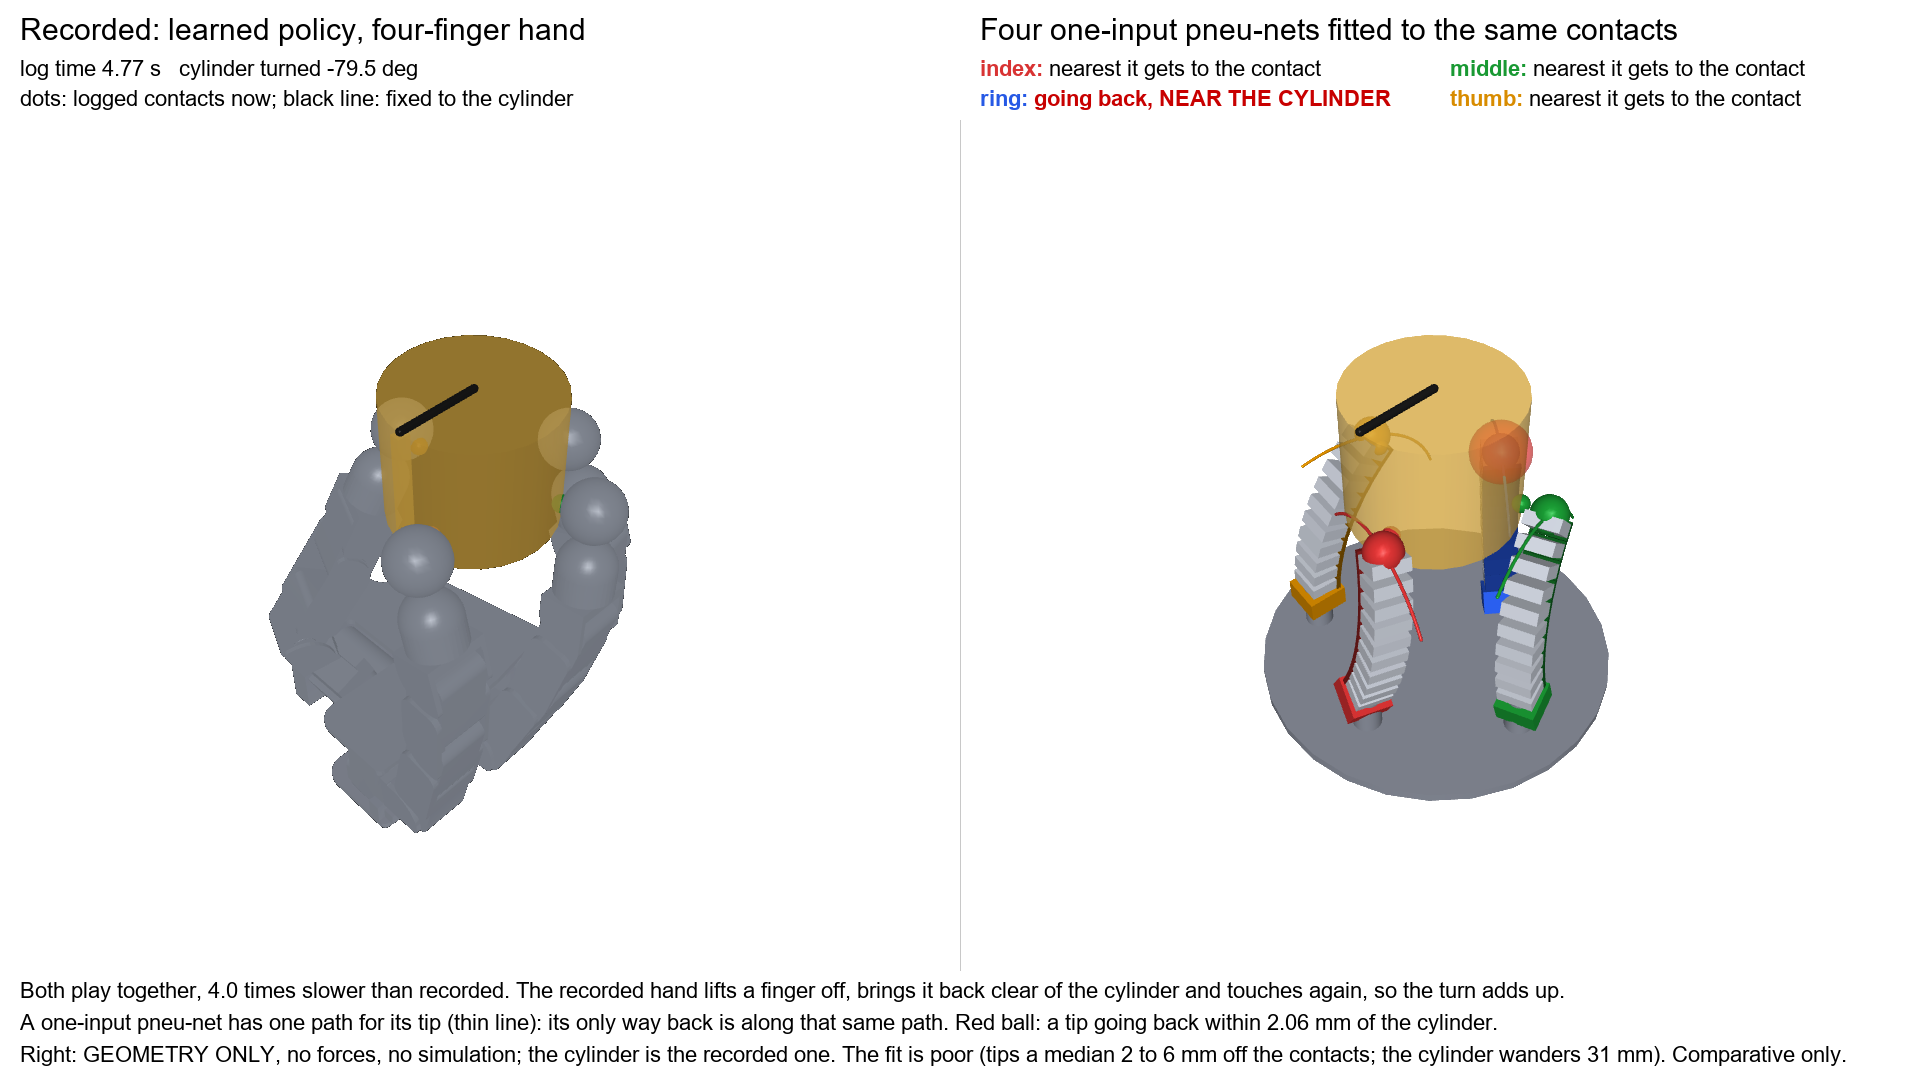 Recorded: learned policy, four-finger hand
log time 4.77 s   cylinder turned -79.5 deg
dots: logged contacts now; black line: fixed to the cylinder
Four one-input pneu-nets fitted to the same contacts
index: nearest it gets to the contact
middle: nearest it gets to the contact
ring: going back, NEAR THE CYLINDER
thumb: nearest it gets to the contact
Both play together, 4.0 times slower than recorded. The recorded hand lifts a finger off, brings it back clear of the cylinder and touches again, so the turn adds up.
A one-input pneu-net has one path for its tip (thin line): its only way back is along that same path. Red ball: a tip going back within 2.06 mm of the cylinder.
Right: GEOMETRY ONLY, no forces, no simulation; the cylinder is the recorded one. The fit is poor (tips a median 2 to 6 mm off the contacts; the cylinder wanders 31 mm). Comparative only.